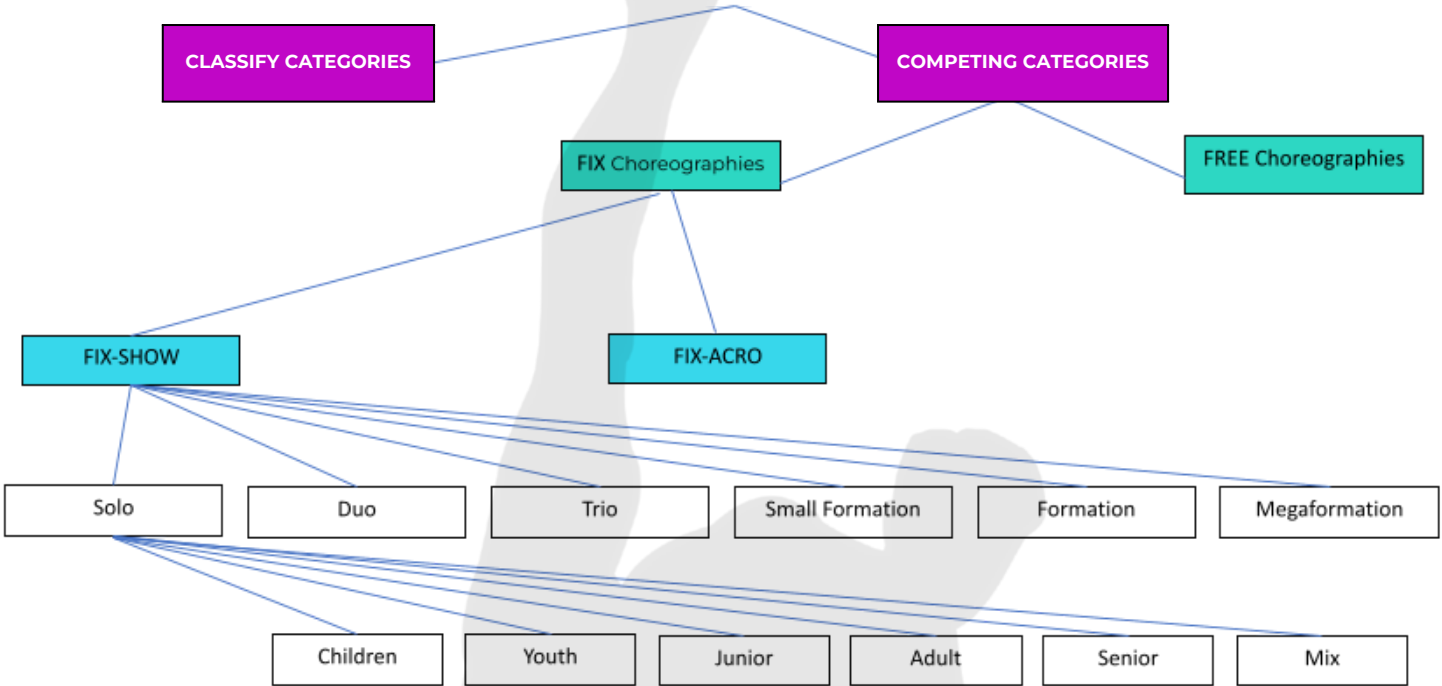 CLASSIFY CATEGORIES
COMPETING CATEGORIES
FIX Choreographies
FREE Choreographies
FIX-SHOW
FIX-ACRO
Solo
Duo
Trio
Small Formation
Formation
Megaformation
Children
Youth
Junior
Adult
Senior
Mix